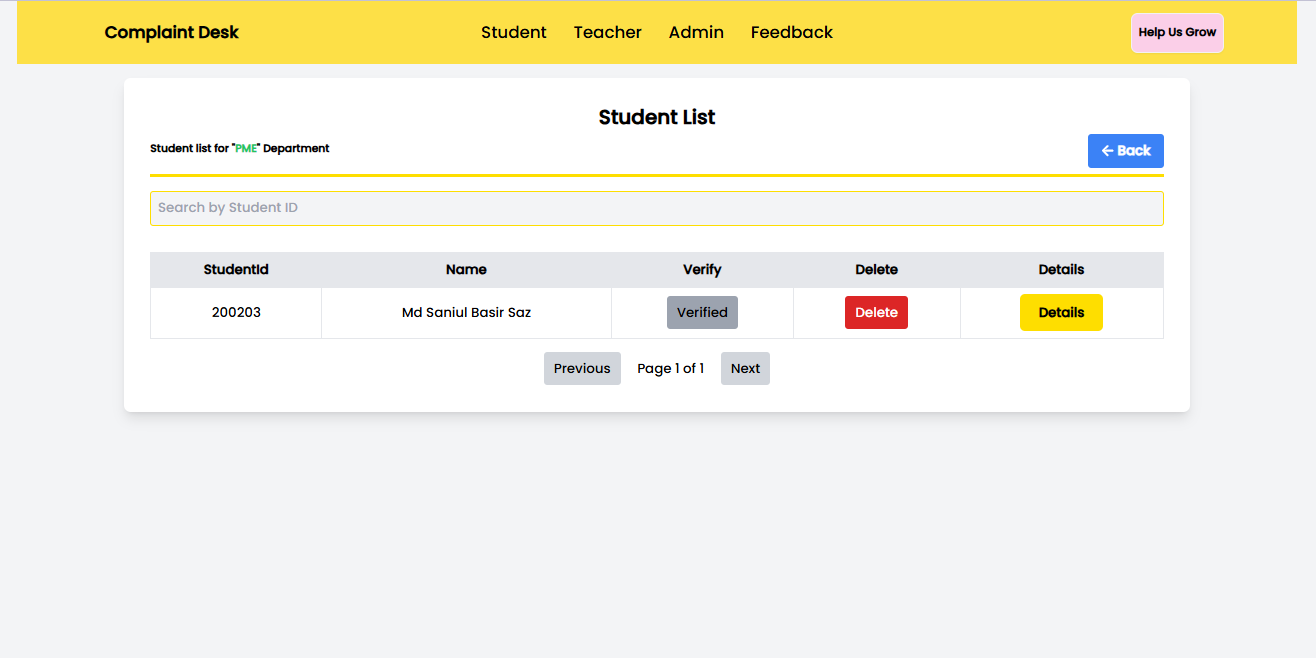 Complaint Desk Student Teacher Admin Feedback Help Us Grow
Student List
Student list for "PME" Department
← Back
Search by Student ID
StudentId Name Verify Delete Details
200203 Md Saniul Basir Saz Verified Delete Details
Previous Page 1 of 1 Next